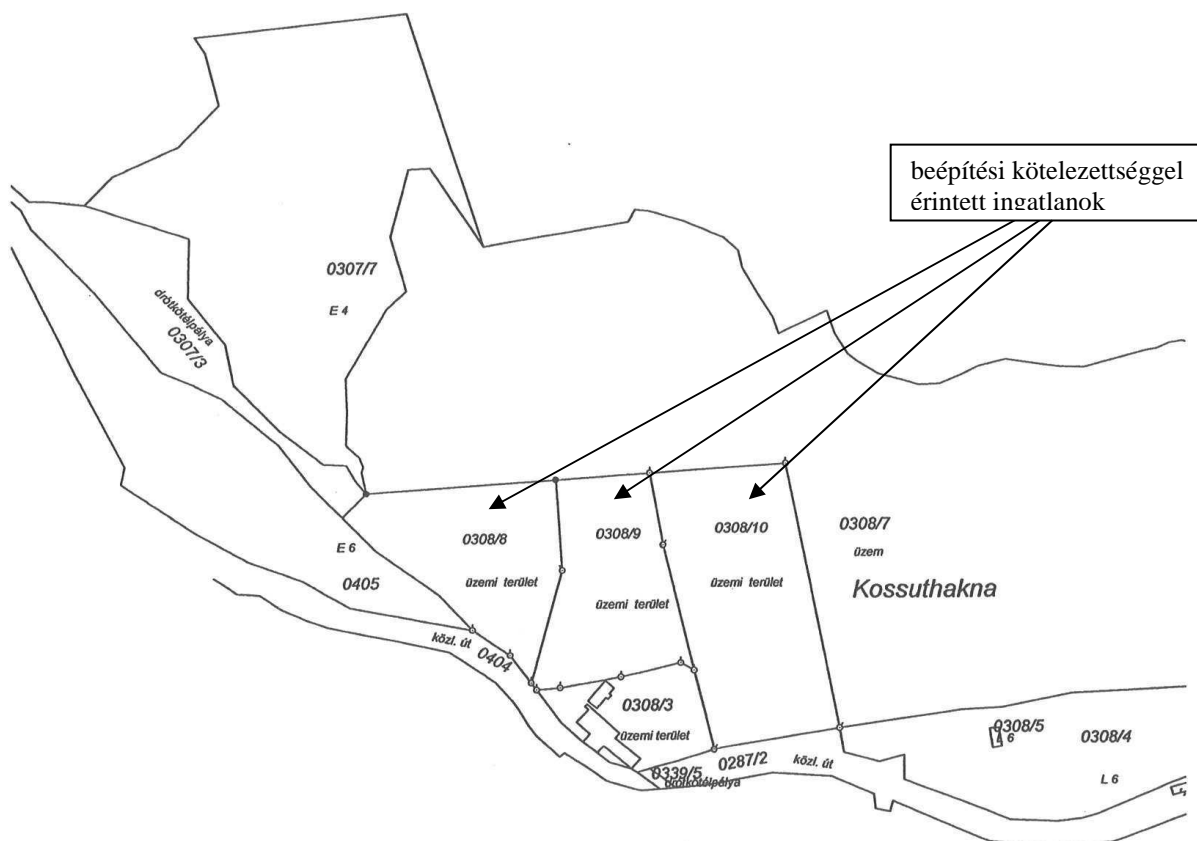 beépítési kötelezettséggel
érintett ingatlanok
0307/7
E 4
drótkötélpálya
0307/3
0308/8
0308/9
0308/10
0308/7
üzem
E 6
0405
üzemi terület
üzemi terület
üzemi terület
Kossuthakna
közl. út
0404
0308/3
üzemi terület
0308/5
L 6
0308/4
0287/2
közl. út
0339/5
drótkötélpálya
L 6